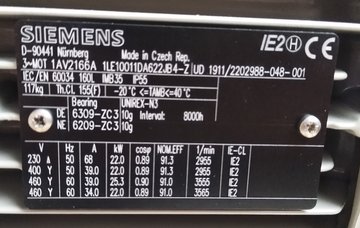 SIEMENS IE2 H CE
D-90441 Nürnberg Made in Czech Rep.
3-MOT 1AV2166A 1LE10011DA622JB4-Z UD 1911/2202988-048-001
IEC/EN 60034 160L IMB35 IP55
117kg Th.Cl. 155(F) -20°C <=TAMB<=40°C
Bearing UNIREX-N3
DE 6309-ZC3 10g Interval: 8000h
NE 6209-ZC3 10g
V Hz A kW cosφ NOM.EFF 1/min IE-CL
230 Δ 50 68 22.0 0.89 91.3 2955 IE2
400 Y 50 39.0 22.0 0.89 91.3 2955 IE2
460 Y 60 39.0 25.3 0.90 91.0 3555 IE2
460 Y 60 34.0 22.0 0.89 91.0 3565 IE2